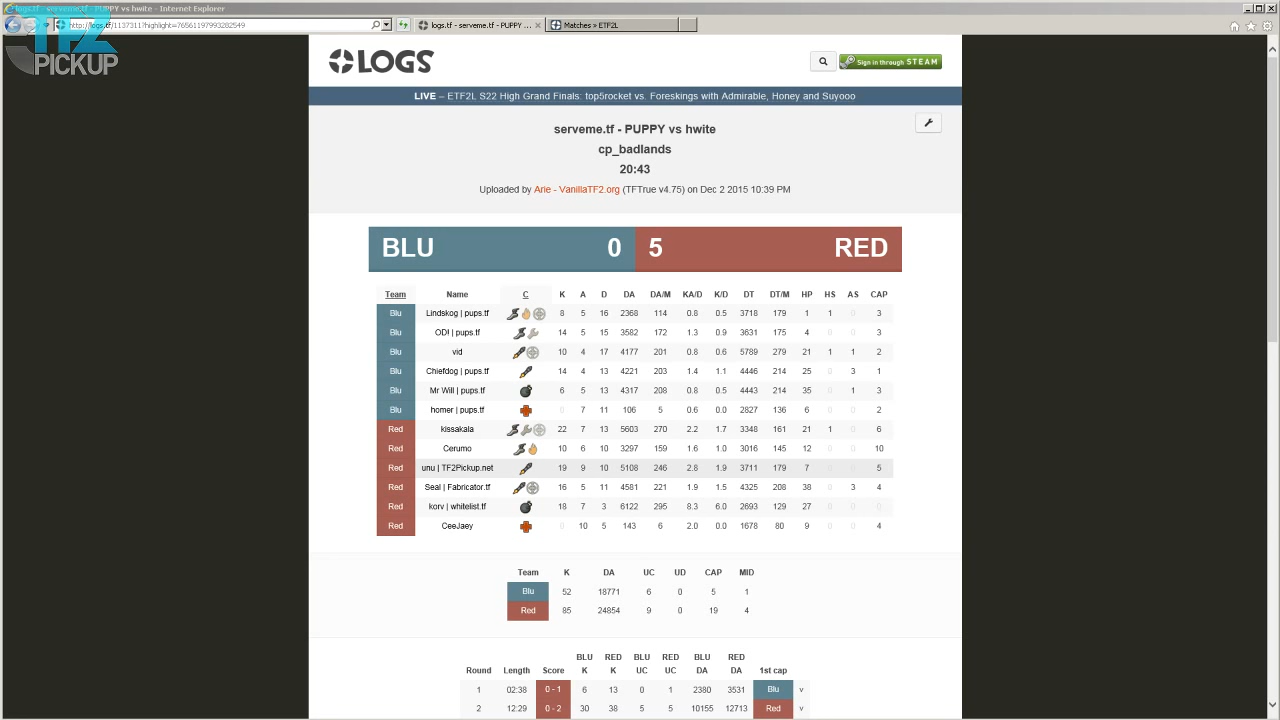 logs.tf - serveme.tf - PUPPY vs hwite - Internet Explorer
http://logs.tf/1137311?highlight=76561197993282549
logs.tf - serveme.tf - PUPPY ...
Matches » ETF2L
TF2
PICKUP
LOGS
Sign in through STEAM
LIVE – ETF2L S22 High Grand Finals: top5rocket vs. Foreskings with Admirable, Honey and Suyooo
serveme.tf - PUPPY vs hwite
cp_badlands
20:43
Uploaded by Arie - VanillaTF2.org (TFTrue v4.75) on Dec 2 2015 10:39 PM
BLU 0 5 RED
Team Name C K A D DA DA/M KA/D K/D DT DT/M HP HS AS CAP
Blu Lindskog | pups.tf 8 5 16 2368 114 0.8 0.5 3718 179 1 1 0 3
Blu OD! | pups.tf 14 5 15 3582 172 1.3 0.9 3631 175 4 0 0 3
Blu vid 10 4 17 4177 201 0.8 0.6 5789 279 21 1 1 2
Blu Chiefdog | pups.tf 14 4 13 4221 203 1.4 1.1 4446 214 25 0 3 1
Blu Mr Will | pups.tf 6 5 13 4317 208 0.8 0.5 4443 214 35 0 1 3
Blu homer | pups.tf 0 7 11 106 5 0.6 0.0 2827 136 6 0 0 2
Red kissakala 22 7 13 5603 270 2.2 1.7 3348 161 21 1 0 6
Red Cerumo 10 6 10 3297 159 1.6 1.0 3016 145 12 0 0 10
Red unu | TF2Pickup.net 19 9 10 5108 246 2.8 1.9 3711 179 7 0 0 5
Red Seal | Fabricator.tf 16 5 11 4581 221 1.9 1.5 4325 208 38 0 3 4
Red korv | whitelist.tf 18 7 3 6122 295 8.3 6.0 2693 129 27 0 0 0
Red CeeJaey 0 10 5 143 6 2.0 0.0 1678 80 9 0 0 4
Team K DA UC UD CAP MID
Blu 52 18771 6 0 5 1
Red 85 24854 9 0 19 4
BLU RED BLU RED BLU RED
Round Length Score K K UC UC DA DA 1st cap
1 02:38 0 - 1 6 13 0 1 2380 3531 Blu v
2 12:29 0 - 2 30 38 5 5 10155 12713 Red v